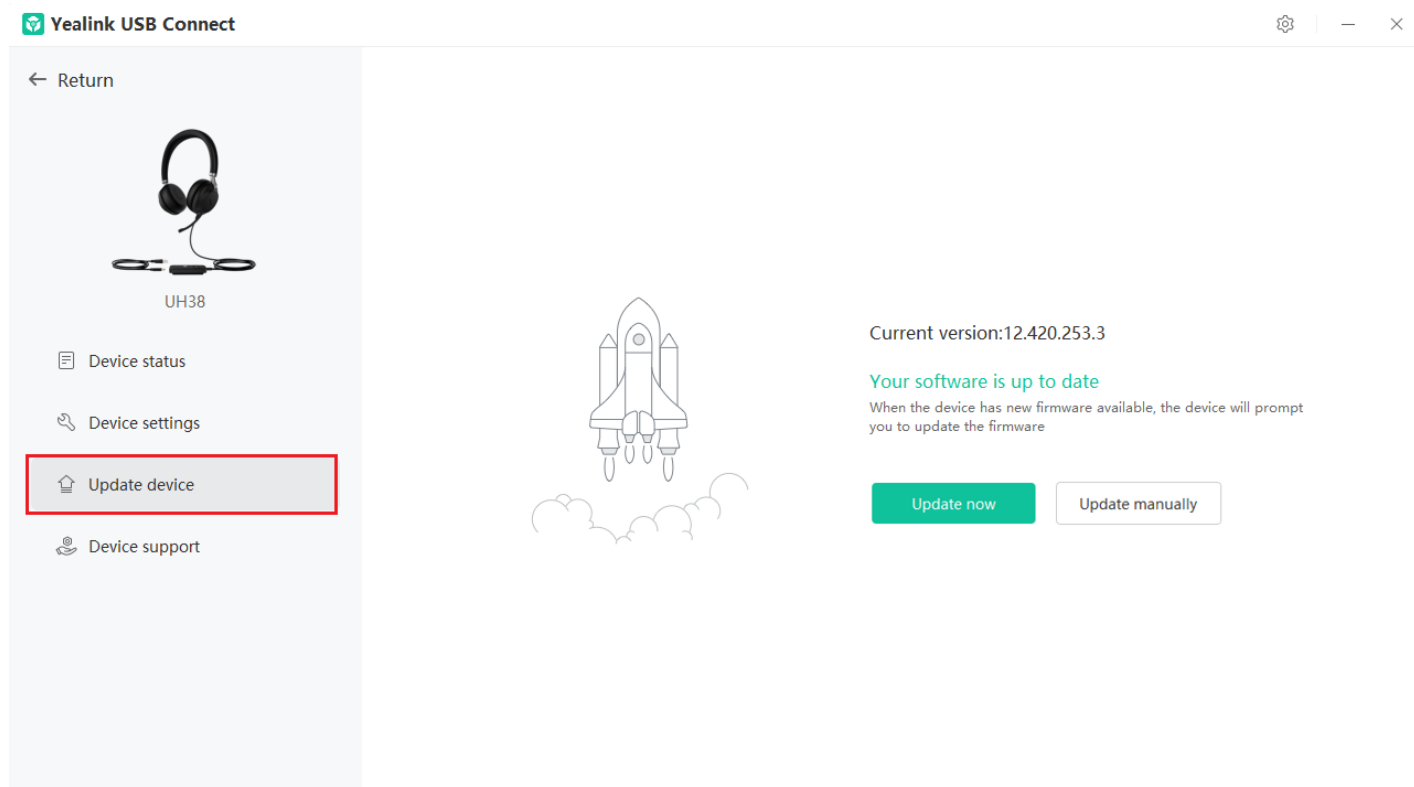 Yealink USB Connect
Return
UH38
Device status
Device settings
Update device
Device support
Current version:12.420.253.3
Your software is up to date
When the device has new firmware available, the device will prompt
you to update the firmware
Update now
Update manually